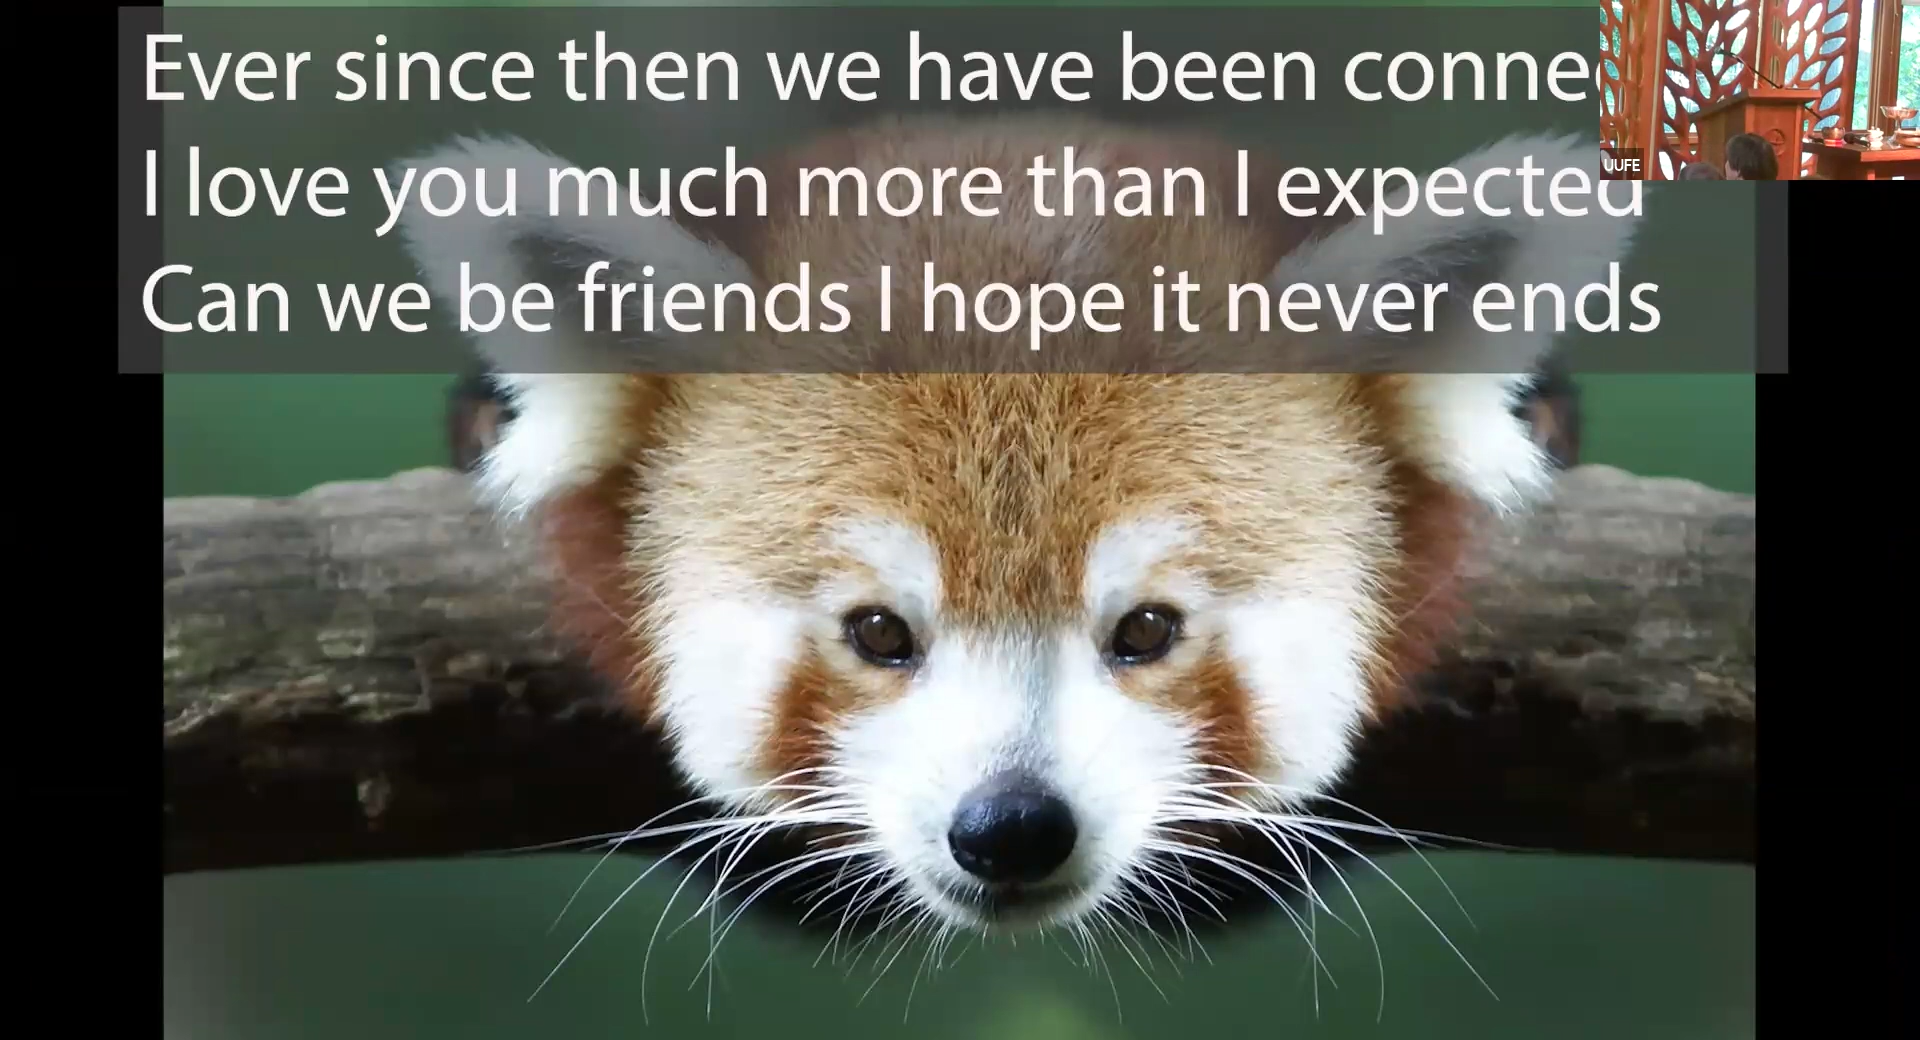 Ever since then we have been
I love you much more than I expected
Can we be friends I hope it never ends
UUFE